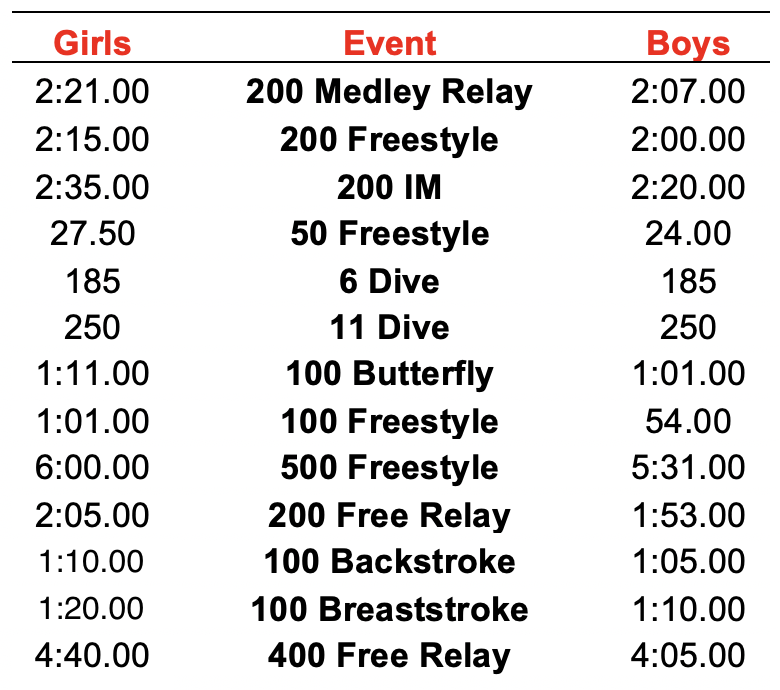 Girls Event Boys
2:21.00 200 Medley Relay 2:07.00
2:15.00 200 Freestyle 2:00.00
2:35.00 200 IM 2:20.00
27.50 50 Freestyle 24.00
185 6 Dive 185
250 11 Dive 250
1:11.00 100 Butterfly 1:01.00
1:01.00 100 Freestyle 54.00
6:00.00 500 Freestyle 5:31.00
2:05.00 200 Free Relay 1:53.00
1:10.00 100 Backstroke 1:05.00
1:20.00 100 Breaststroke 1:10.00
4:40.00 400 Free Relay 4:05.00